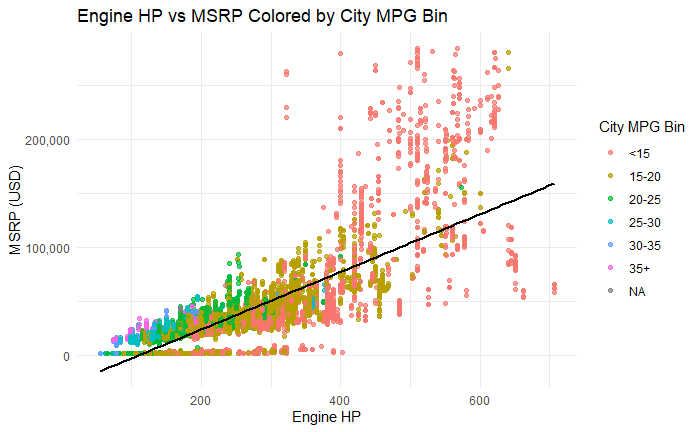 Engine HP vs MSRP Colored by City MPG Bin
MSRP (USD)
200,000
100,000
0
200
400
600
Engine HP
City MPG Bin
<15
15-20
20-25
25-30
30-35
35+
NA